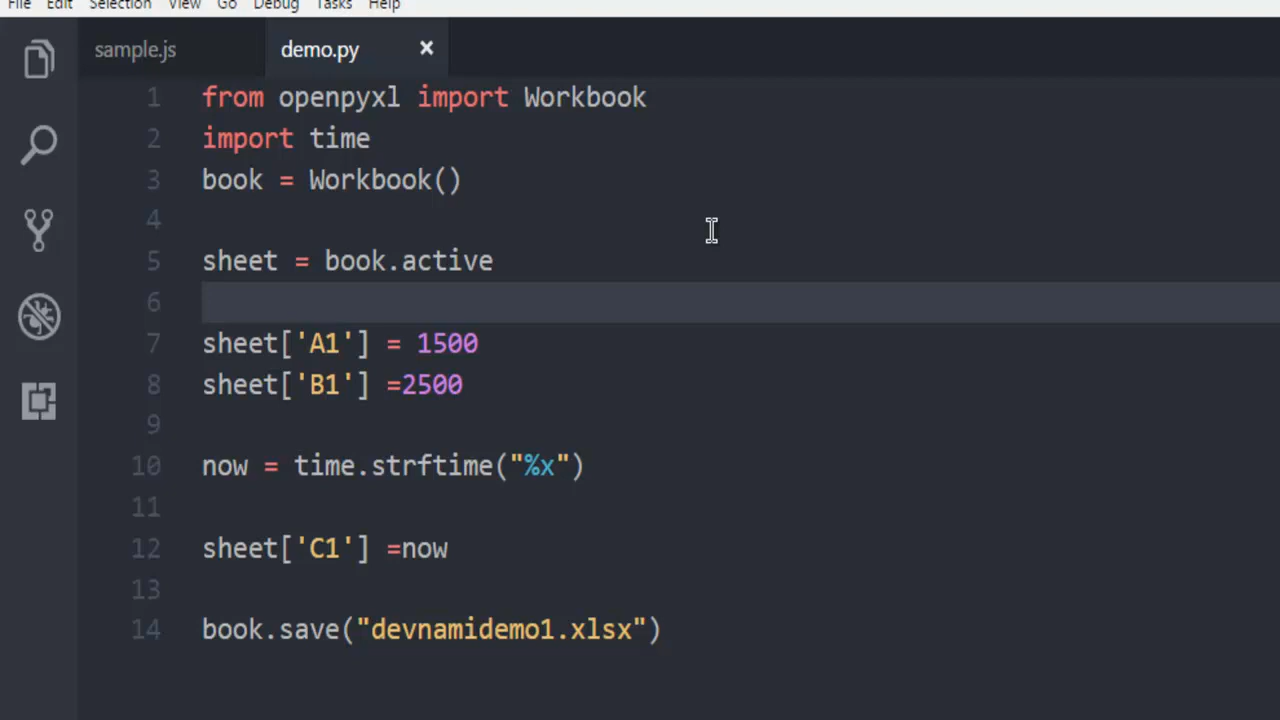 File Edit Selection View Go Debug Tasks Help
sample.js demo.py ×
1 from openpyxl import Workbook
2 import time
3 book = Workbook()
4
5 sheet = book.active
6
7 sheet['A1'] = 1500
8 sheet['B1'] =2500
9
10 now = time.strftime("%x")
11
12 sheet['C1'] =now
13
14 book.save("devnamidemo1.xlsx")